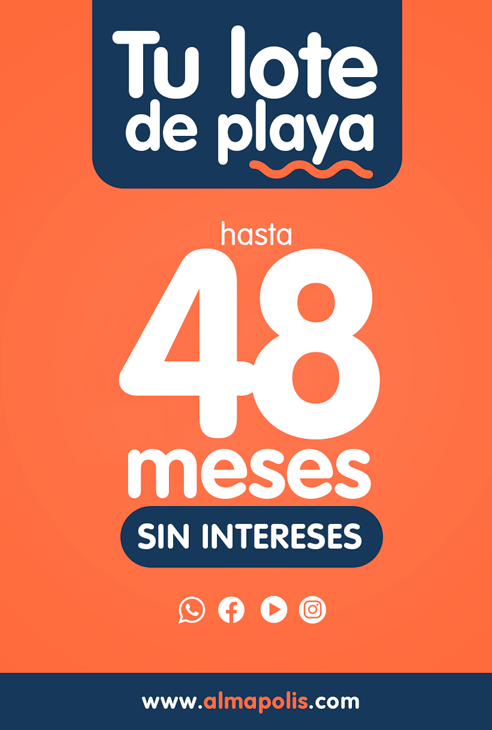 Tu lote
de playa
hasta
48
meses
SIN INTERESES
www.almapolis.com